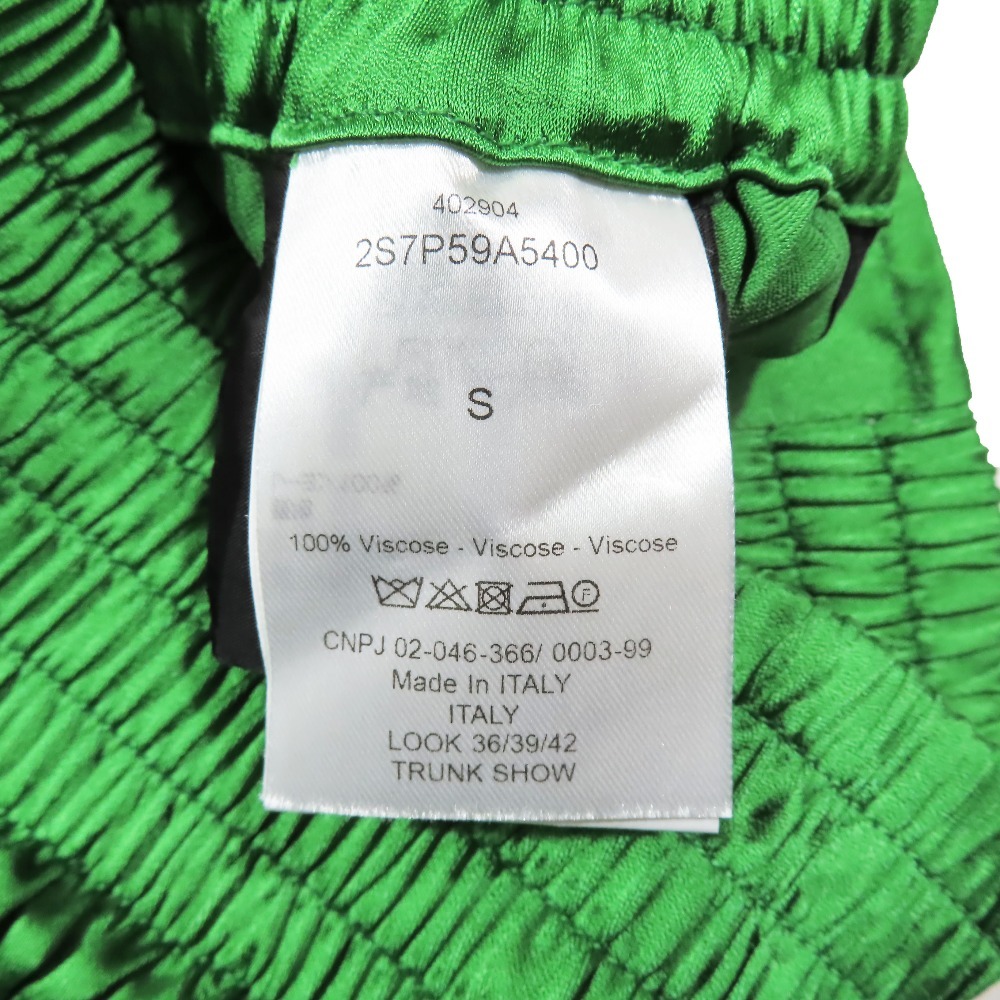 402904
2S7P59A5400
S
100% Viscose - Viscose - Viscose
P
CNPJ 02-046-366/ 0003-99
Made In ITALY
ITALY
LOOK 36/39/42
TRUNK SHOW